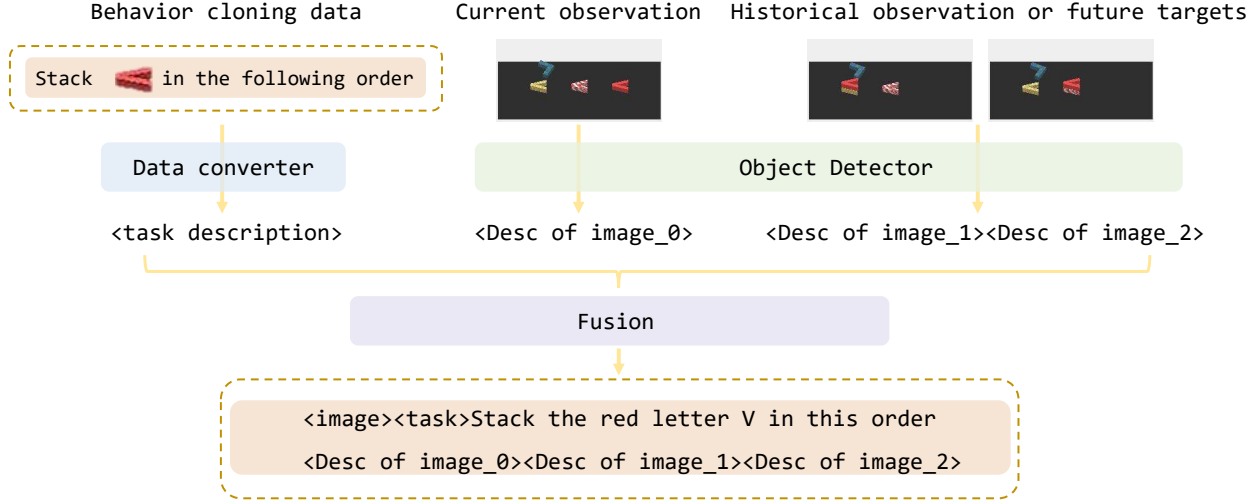 Behavior cloning data
Current observation
Historical observation or future targets
Stack in the following order
Data converter
Object Detector
<task description>
<Desc of image_0>
<Desc of image_1><Desc of image_2>
Fusion
<image><task>Stack the red letter V in this order
<Desc of image_0><Desc of image_1><Desc of image_2>